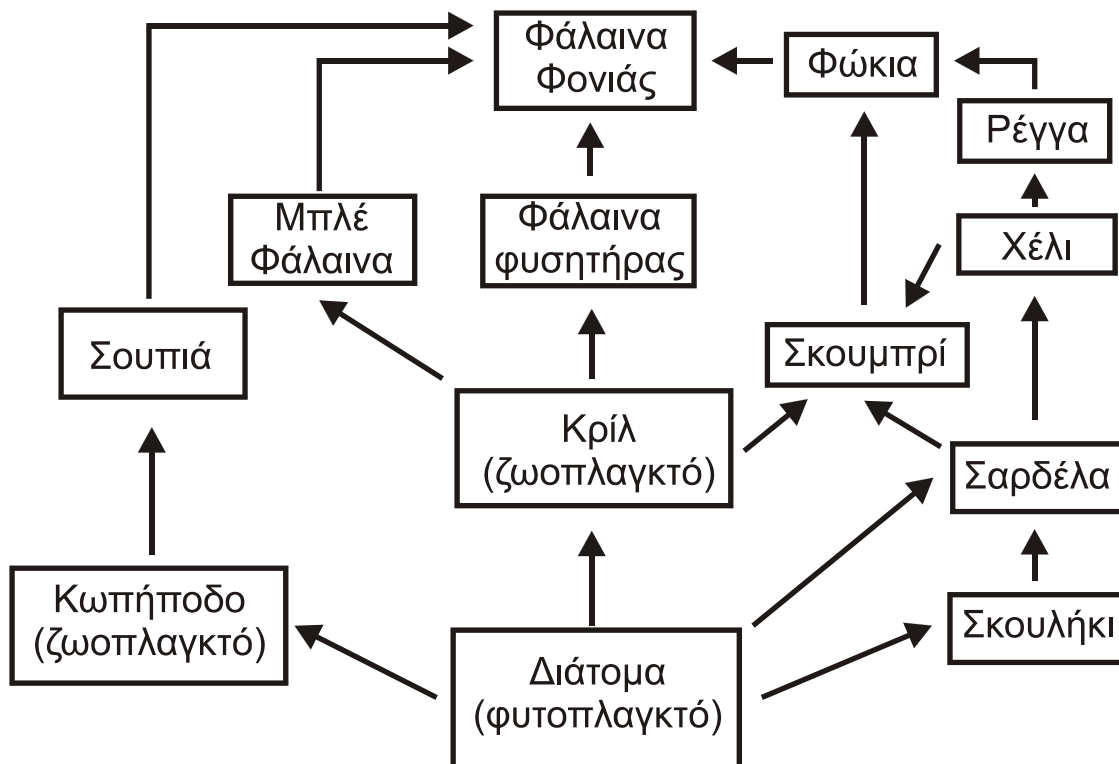 Φάλαινα
Φονιάς
Φώκια
Ρέγγα
Μπλέ
Φάλαινα
Φάλαινα
φυσητήρας
Χέλι
Σουπιά
Σκουμπρί
Κρίλ
(ζωοπλαγκτό)
Σαρδέλα
Κωπήποδο
(ζωοπλαγκτό)
Διάτομα
(φυτοπλαγκτό)
Σκουλήκι